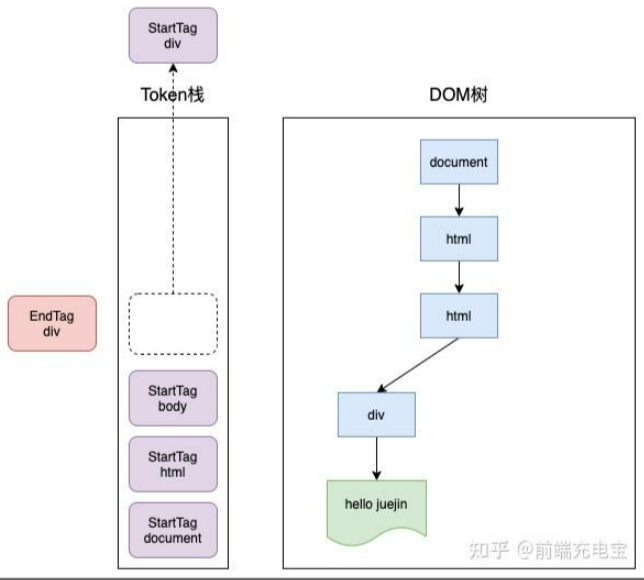 StartTag
div
Token栈
DOM树
document
html
html
EndTag
div
StartTag
body
div
StartTag
html
hello juejin
StartTag
document
知乎 @前端充电宝